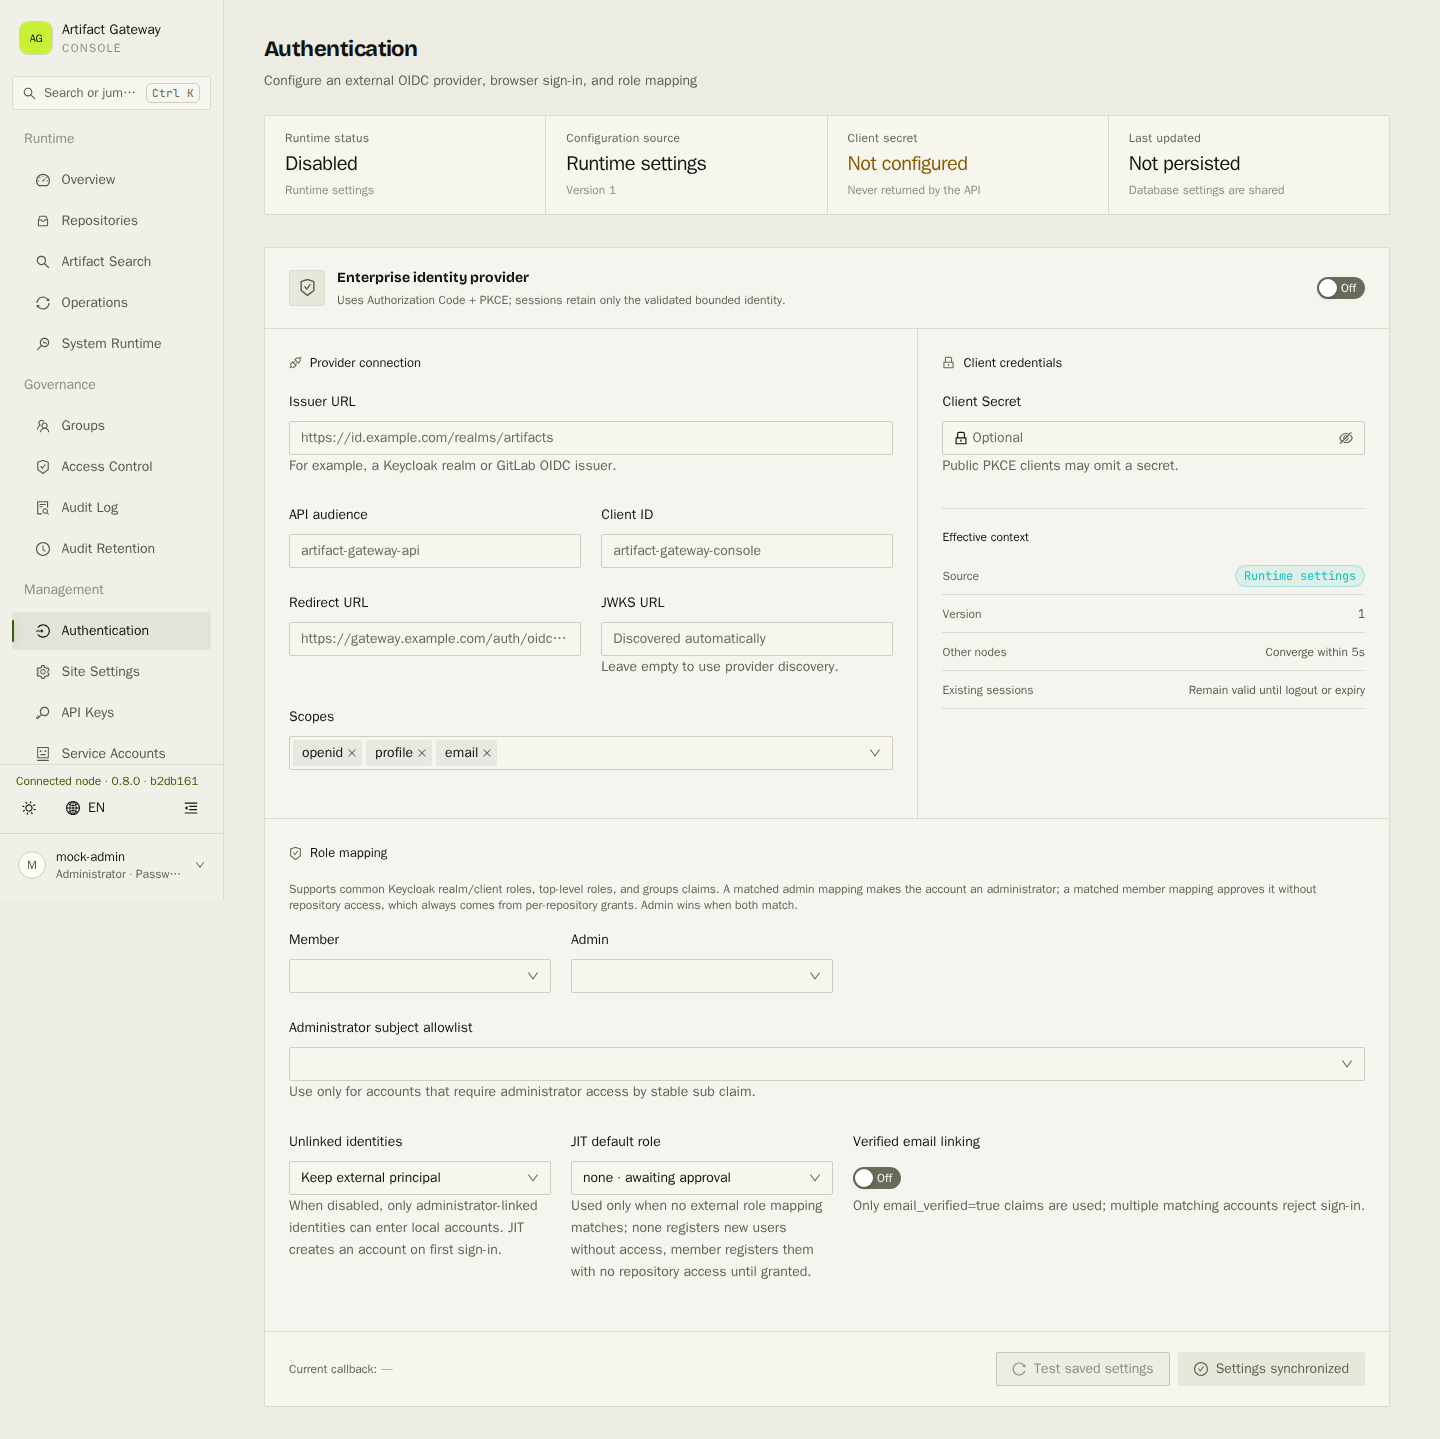 AG
Artifact Gateway
CONSOLE
Search or jum···
Ctrl K
Runtime
Overview
Repositories
Artifact Search
Operations
System Runtime
Governance
Groups
Access Control
Audit Log
Audit Retention
Management
Authentication
Site Settings
API Keys
Service Accounts
Connected node · 0.8.0 · b2db161
EN
M
mock-admin
Administrator · Passw···
Authentication
Configure an external OIDC provider, browser sign-in, and role mapping
Runtime status
Disabled
Runtime settings
Configuration source
Runtime settings
Version 1
Client secret
Not configured
Never returned by the API
Last updated
Not persisted
Database settings are shared
Enterprise identity provider
Uses Authorization Code + PKCE; sessions retain only the validated bounded identity.
Off
Provider connection
Issuer URL
https://id.example.com/realms/artifacts
For example, a Keycloak realm or GitLab OIDC issuer.
API audience
artifact-gateway-api
Client ID
artifact-gateway-console
Redirect URL
https://gateway.example.com/auth/oidc···
JWKS URL
Discovered automatically
Leave empty to use provider discovery.
Scopes
openid
profile
email
Client credentials
Client Secret
Optional
Public PKCE clients may omit a secret.
Effective context
Source
Runtime settings
Version
1
Other nodes
Converge within 5s
Existing sessions
Remain valid until logout or expiry
Role mapping
Supports common Keycloak realm/client roles, top-level roles, and groups claims. A matched admin mapping makes the account an administrator; a matched member mapping approves it without
repository access, which always comes from per-repository grants. Admin wins when both match.
Member
Admin
Administrator subject allowlist
Use only for accounts that require administrator access by stable sub claim.
Unlinked identities
Keep external principal
When disabled, only administrator-linked
identities can enter local accounts. JIT
creates an account on first sign-in.
JIT default role
none · awaiting approval
Used only when no external role mapping
matches; none registers new users
without access, member registers them
with no repository access until granted.
Verified email linking
Off
Only email_verified=true claims are used; multiple matching accounts reject sign-in.
Current callback: —
Test saved settings
Settings synchronized